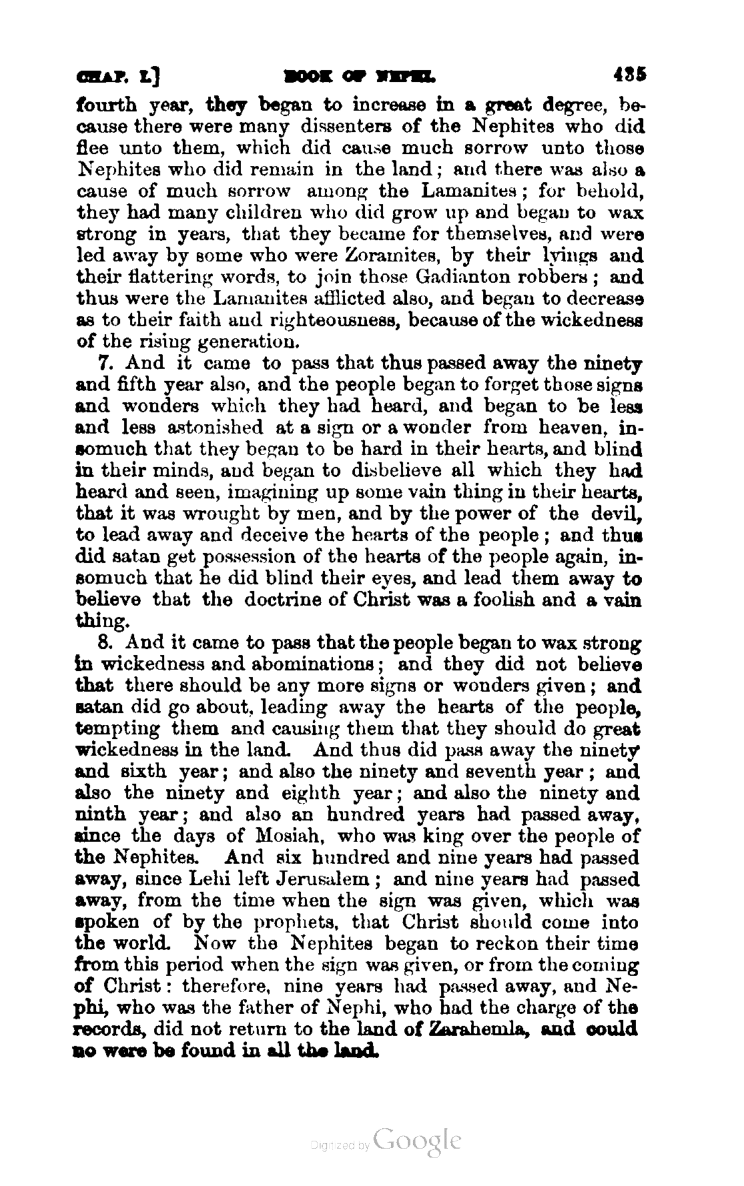 CHAP. I.] BOOK OF NEPHI. 435
fourth year, they began to increase in a great degree, be-
cause there were many dissenters of the Nephites who did
flee unto them, which did cause much sorrow unto those
Nephites who did remain in the land; and there was also a
cause of much sorrow among the Lamanites; for behold,
they had many children who did grow up and began to wax
strong in years, that they became for themselves, and were
led away by some who were Zoramites, by their lyings and
their flattering words, to join those Gadianton robbers; and
thus were the Lamanites afflicted also, and began to decrease
as to their faith and righteousness, because of the wickedness
of the rising generation.
7. And it came to pass that thus passed away the ninety
and fifth year also, and the people began to forget those signs
and wonders which they had heard, and began to be less
and less astonished at a sign or a wonder from heaven, in-
somuch that they began to be hard in their hearts, and blind
in their minds, and began to disbelieve all which they had
heard and seen, imagining up some vain thing in their hearts,
that it was wrought by men, and by the power of the devil,
to lead away and deceive the hearts of the people; and thus
did satan get possession of the hearts of the people again, in-
somuch that he did blind their eyes, and lead them away to
believe that the doctrine of Christ was a foolish and a vain
thing.
8. And it came to pass that the people began to wax strong
in wickedness and abominations; and they did not believe
that there should be any more signs or wonders given; and
satan did go about, leading away the hearts of the people,
tempting them and causing them that they should do great
wickedness in the land. And thus did pass away the ninety
and sixth year; and also the ninety and seventh year; and
also the ninety and eighth year; and also the ninety and
ninth year; and also an hundred years had passed away,
since the days of Mosiah, who was king over the people of
the Nephites. And six hundred and nine years had passed
away, since Lehi left Jerusalem; and nine years had passed
away, from the time when the sign was given, which was
spoken of by the prophets, that Christ should come into
the world. Now the Nephites began to reckon their time
from this period when the sign was given, or from the coming
of Christ: therefore, nine years had passed away, and Ne-
phi, who was the father of Nephi, who had the charge of the
records, did not return to the land of Zarahemla, and could
no were be found in all the land.
Digitized by Google